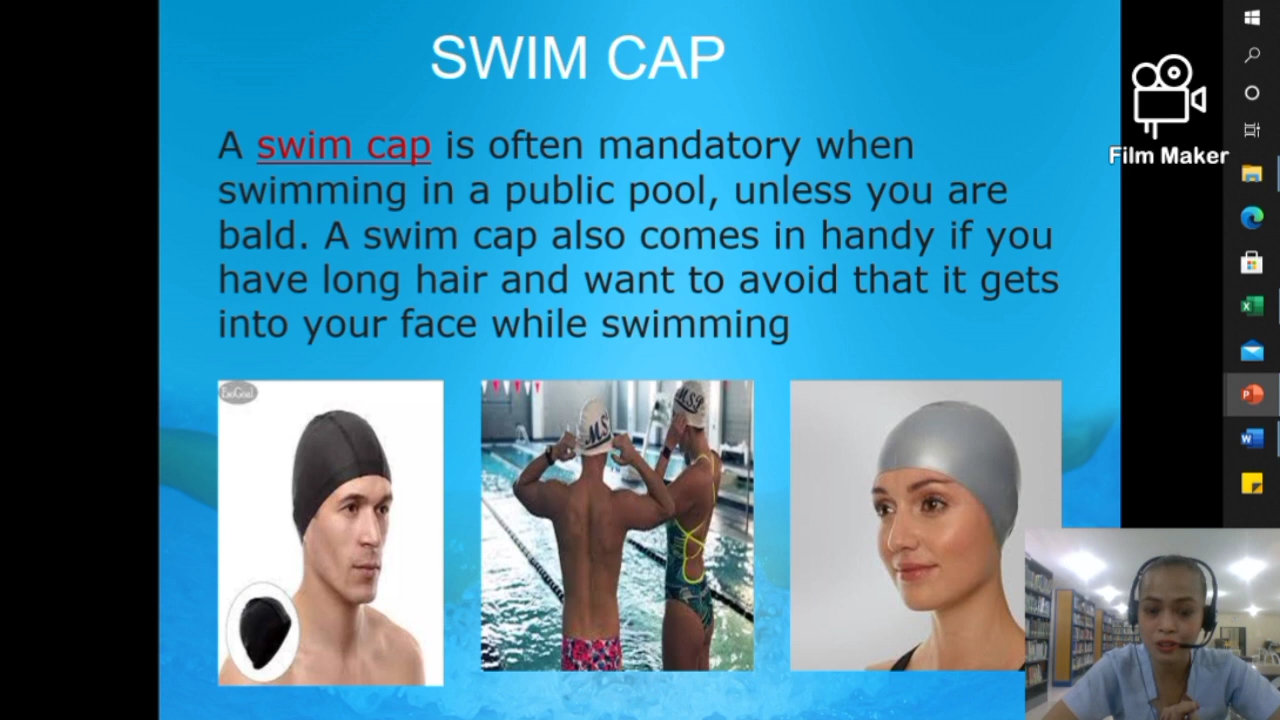 SWIM CAP
A swim cap is often mandatory when
swimming in a public pool, unless you are
bald. A swim cap also comes in handy if you
have long hair and want to avoid that it gets
into your face while swimming
Film Maker
EsoGoal
MSJ